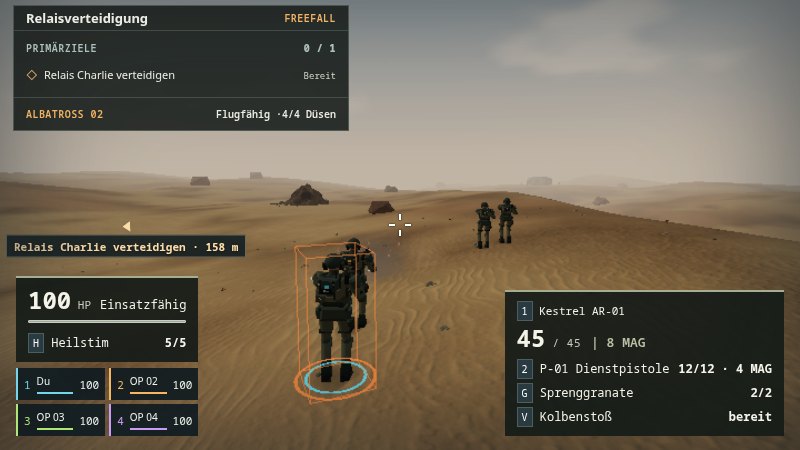 Relaisverteidigung FREEFALL
PRIMÄRZIELE 0 / 1
Relais Charlie verteidigen Bereit
ALBATROSS 02 Flugfähig ·4/4 Düsen
Relais Charlie verteidigen · 158 m
100 HP Einsatzfähig
H Heilstim 5/5
1 Du 100
2 OP 02 100
3 OP 03 100
4 OP 04 100
1 Kestrel AR-01
45 / 45 | 8 MAG
2 P-01 Dienstpistole 12/12 · 4 MAG
G Sprenggranate 2/2
V Kolbenstoß bereit